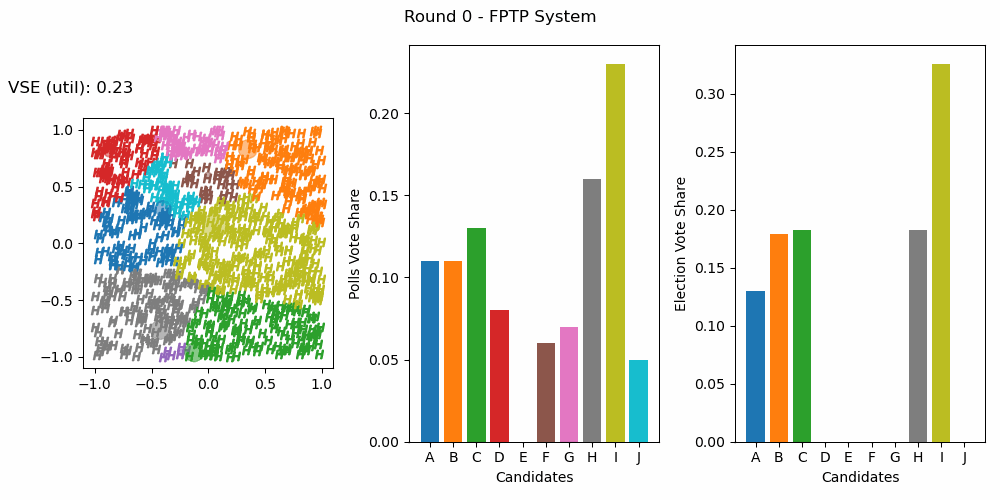 Round 0 - FPTP System
VSE (util): 0.23
1.0
0.5
0.0
−0.5
−1.0
−1.0 −0.5 0.0 0.5 1.0
Polls Vote Share
0.20
0.15
0.10
0.05
0.00
A B C D E F G H I J
Candidates
Election Vote Share
0.30
0.25
0.20
0.15
0.10
0.05
0.00
A B C D E F G H I J
Candidates